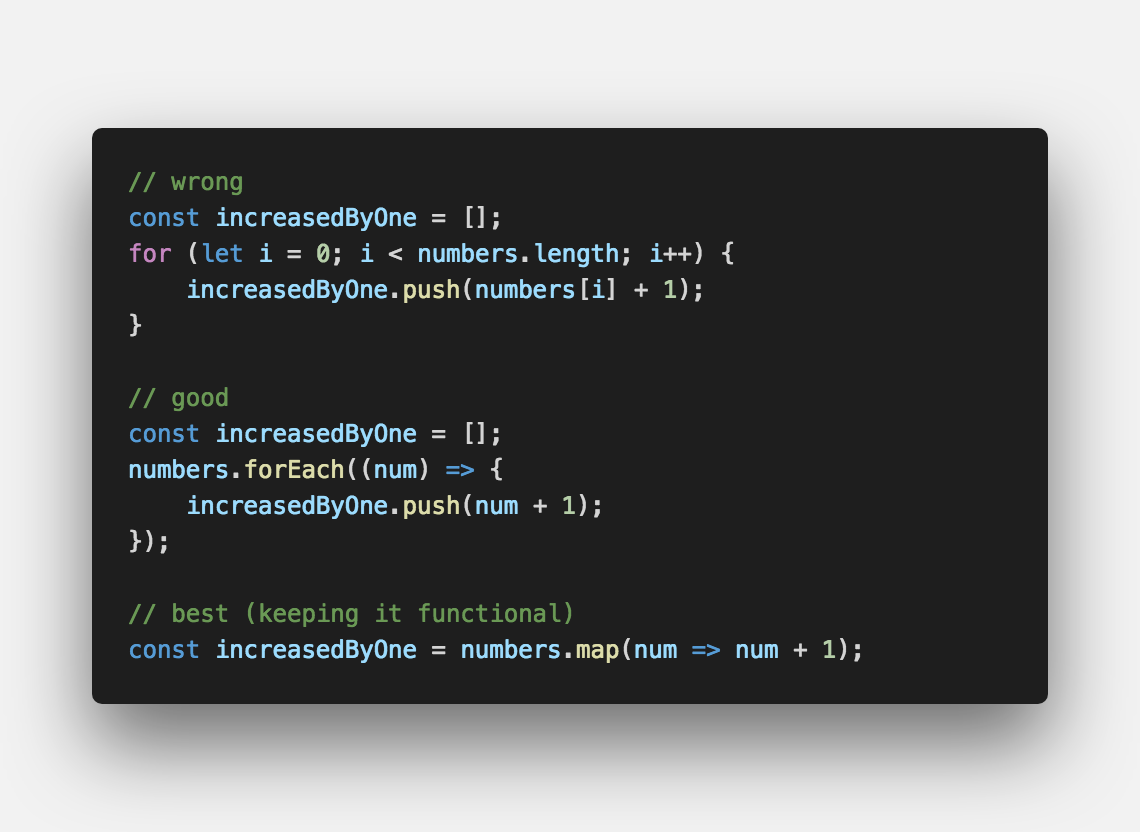 // wrong
const increasedByOne = [];
for (let i = 0; i < numbers.length; i++) {
    increasedByOne.push(numbers[i] + 1);
}

// good
const increasedByOne = [];
numbers.forEach((num) => {
    increasedByOne.push(num + 1);
});

// best (keeping it functional)
const increasedByOne = numbers.map(num => num + 1);